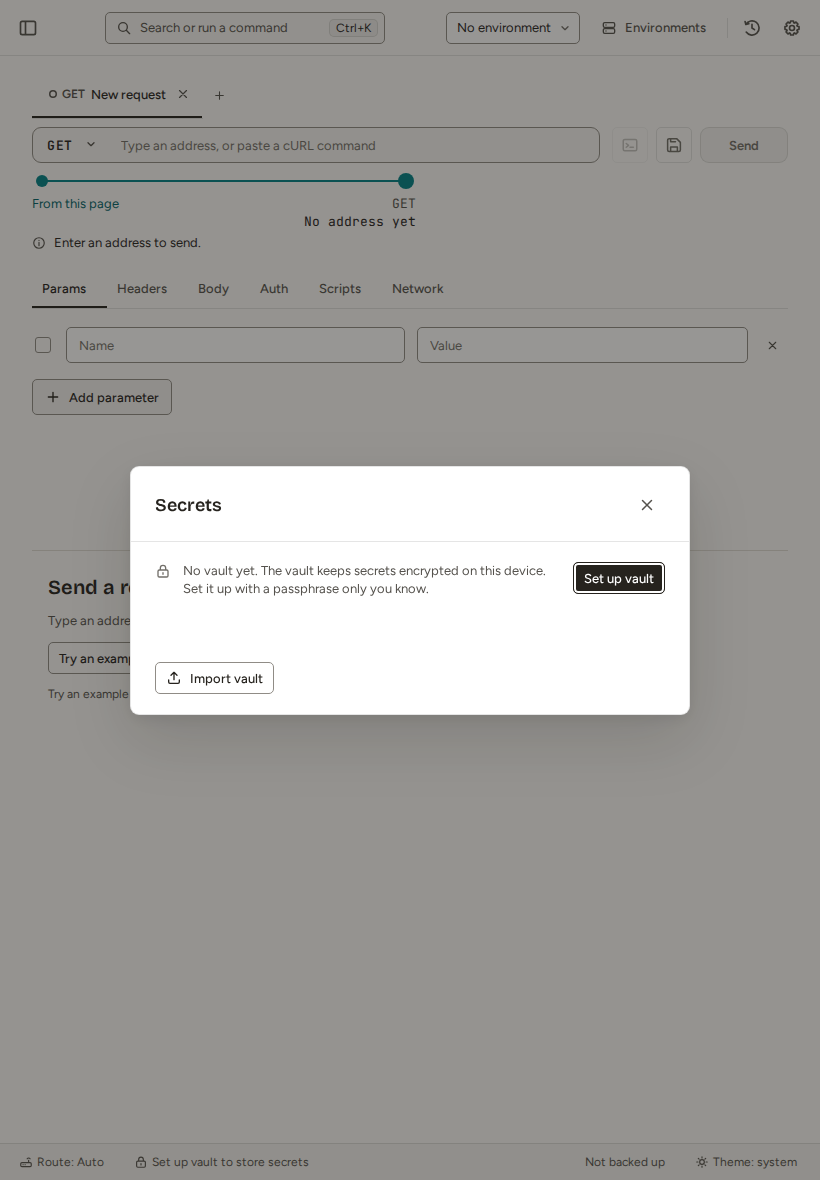 Search or run a command Ctrl+K No environment Environments
GET New request
GET Type an address, or paste a cURL command Send
From this page GET
No address yet
Enter an address to send.
Params Headers Body Auth Scripts Network
Name Value
Add parameter
Secrets
No vault yet. The vault keeps secrets encrypted on this device.
Set it up with a passphrase only you know.
Set up vault
Import vault
Send a r
Type an addre
Try an examp
Try an example
Route: Auto Set up vault to store secrets Not backed up Theme: system